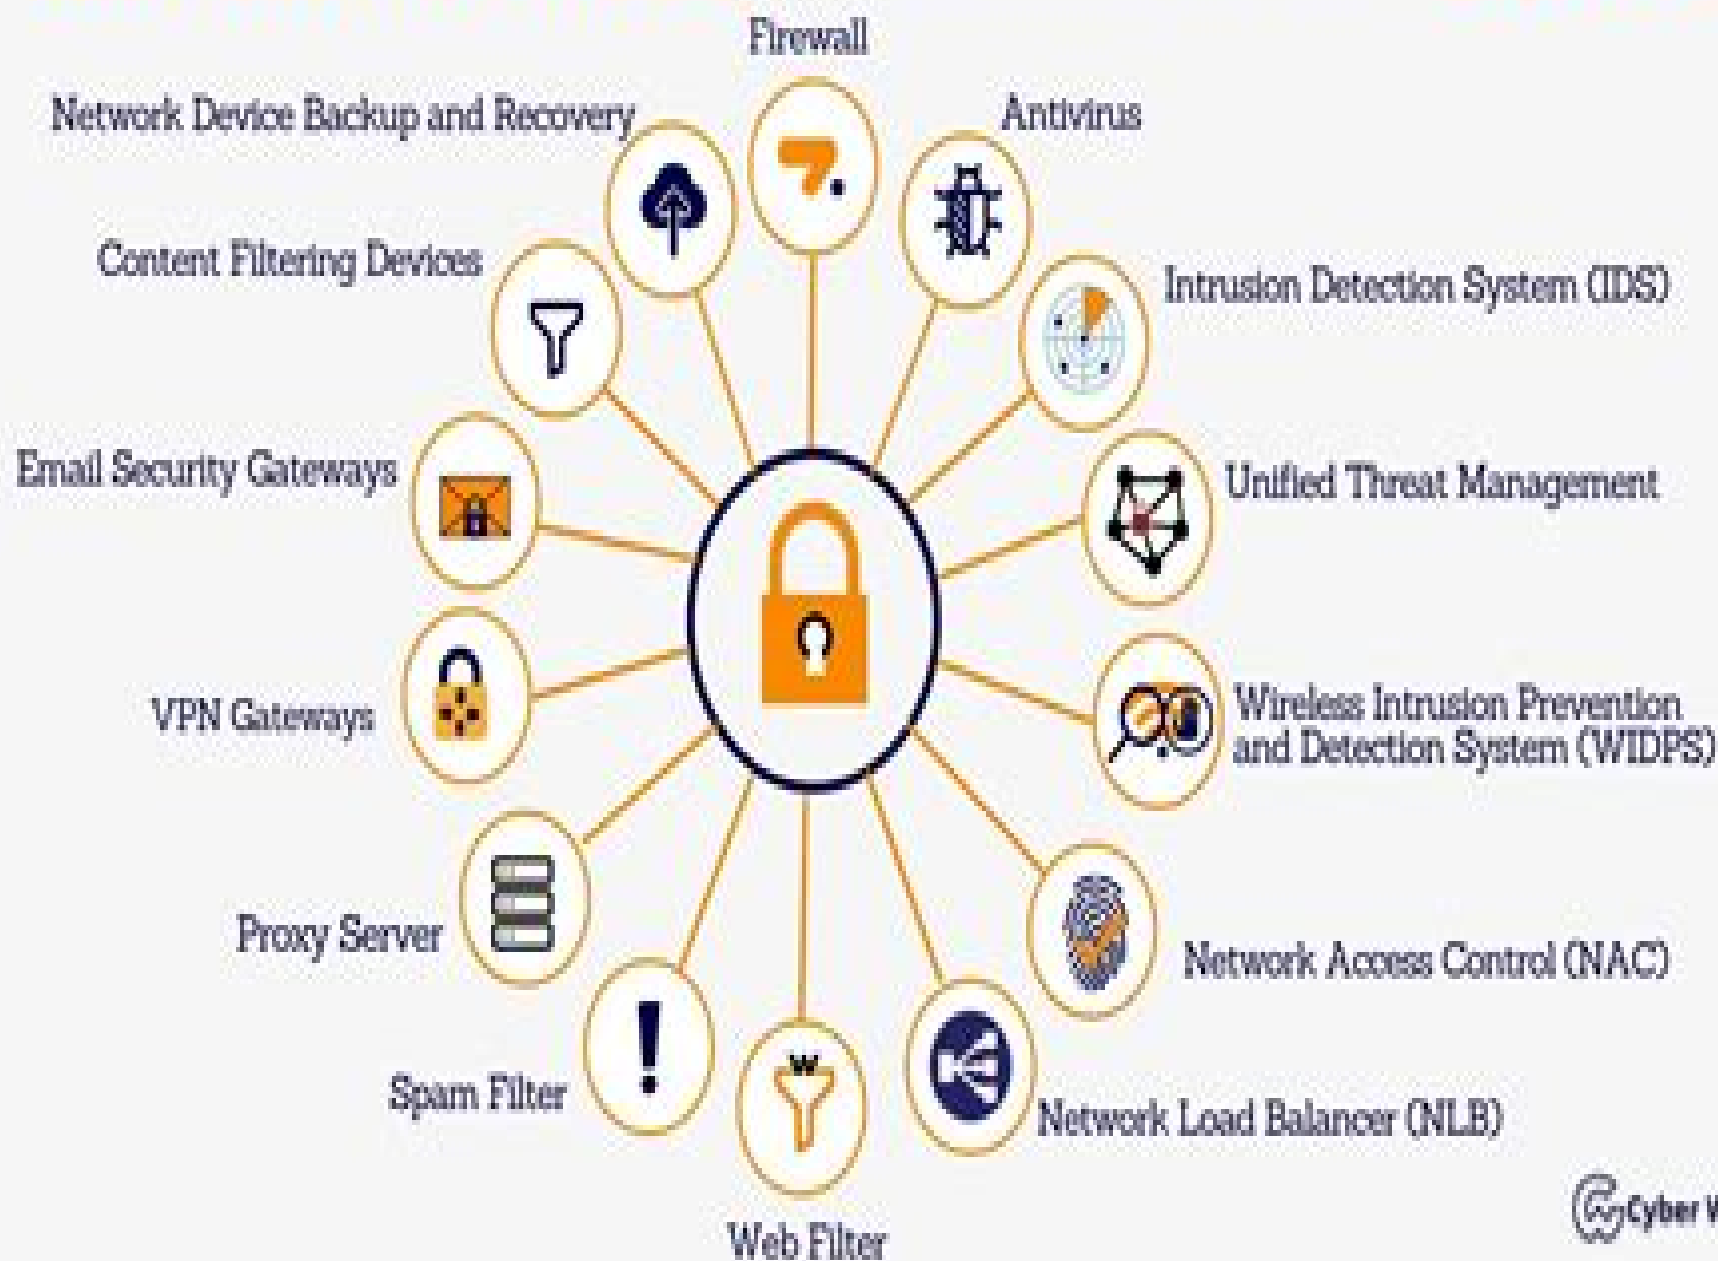 Firewall
Network Device Backup and Recovery
Antivirus
Content Filtering Devices
Intrusion Detection System (IDS)
Email Security Gateways
Unified Threat Management
VPN Gateways
Wireless Intrusion Prevention
and Detection System (WIDPS)
Proxy Server
Network Access Control (NAC)
Spam Filter
W
Network Load Balancer (NLB)
Web Filter
Cyber W